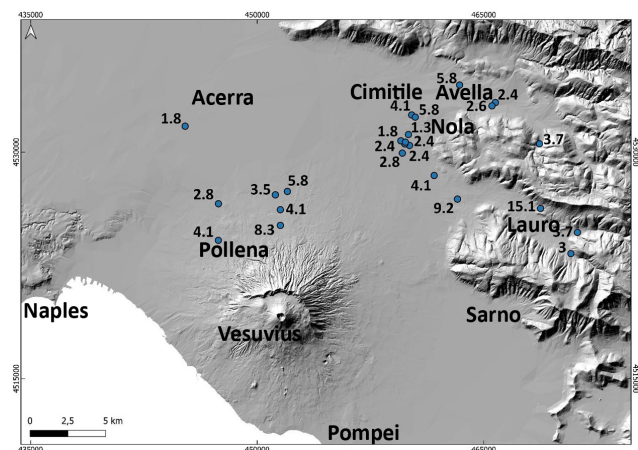 435000 450000 465000
5.8
Cimitile Avella
2.4
Acerra
4.1
2.6
5.8
1.8
Nola
1.3
4530000
1.8
2.4
3.7
2.4
2.4
2.8
4.1
5.8
3.5
2.8
9.2
15.1
4.1
Lauro
8.3
3.7
4.1
Pollena
3
Naples
Sarno
Vesuvius
4515000 4515000
0 2,5 5 km
Pompei
435000 450000 465000